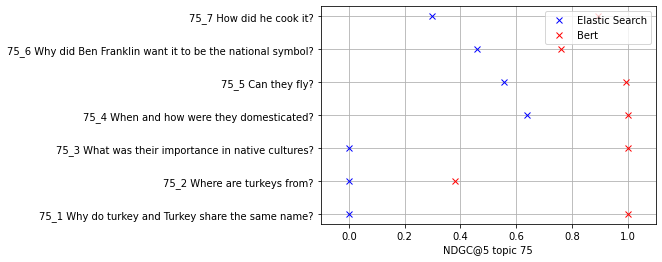 75_7 How did he cook it?
Elastic Search
Bert
75_6 Why did Ben Franklin want it to be the national symbol?
75_5 Can they fly?
75_4 When and how were they domesticated?
75_3 What was their importance in native cultures?
75_2 Where are turkeys from?
75_1 Why do turkey and Turkey share the same name?
0.0 0.2 0.4 0.6 0.8 1.0
NDGC@5 topic 75